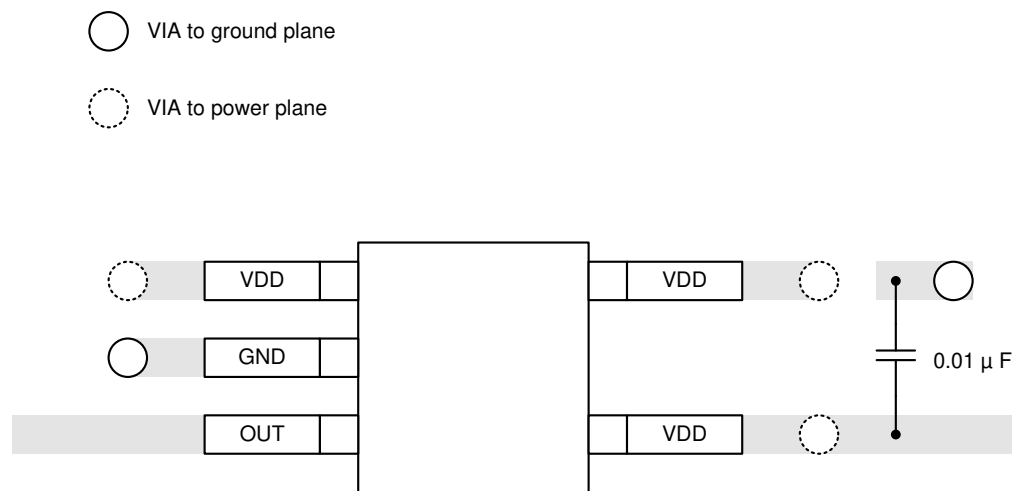 VIA to ground plane
VIA to power plane
VDD
VDD
GND
0.01 μ F
OUT
VDD